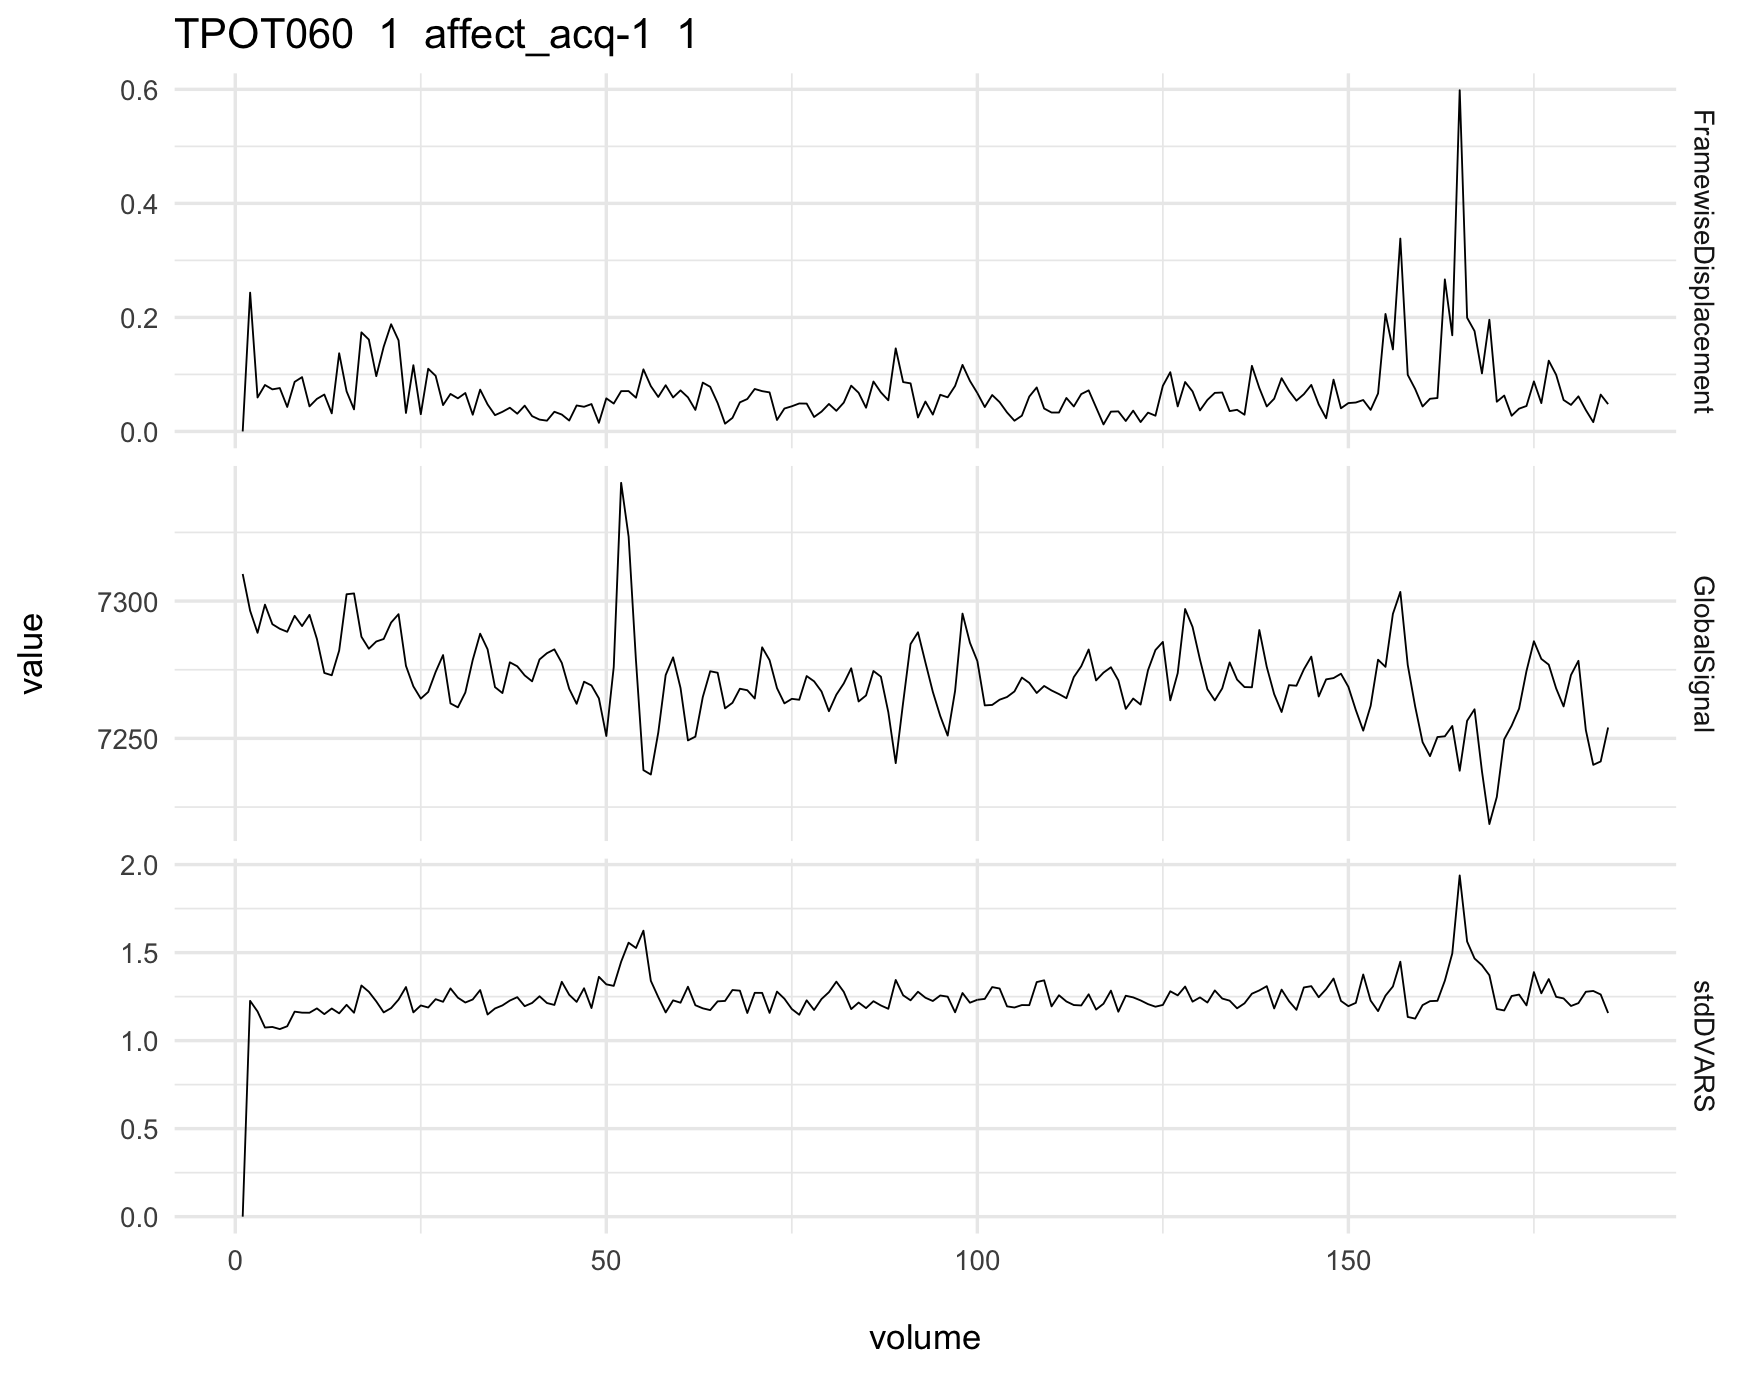 TPOT060 1 affect_acq-1 1
0.6
0.4
0.2
0.0
FramewiseDisplacement
7300
7250
GlobalSignal
value
2.0
1.5
1.0
0.5
0.0
stdDVARS
0 50 100 150
volume